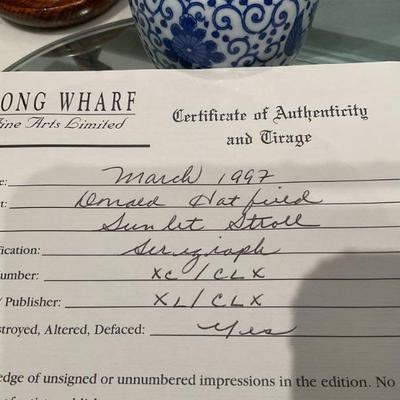 ONG WHARF
ine Arts Limited
Certificate of Authenticity
and Tirage
e: March 1997
t: Donald Hatfield
Sunlit Stroll
ification: Serigraph
umber: XC / CLX
/ Publisher: XL / CLX
stroyed, Altered, Defaced: Yes
edge of unsigned or unnumbered impressions in the edition. No